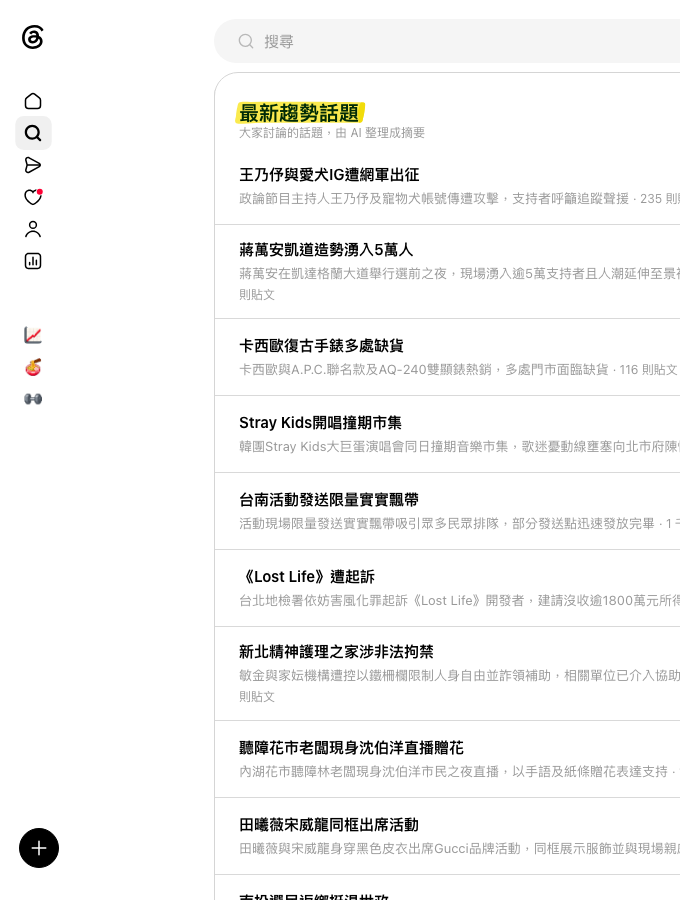 搜尋
最新趨勢話題
大家討論的話題，由 AI 整理成摘要
王乃伃與愛犬IG遭網軍出征
政論節目主持人王乃伃及寵物犬帳號傳遭攻擊，支持者呼籲追蹤聲援 · 235 則
蔣萬安凱道造勢湧入5萬人
蔣萬安在凱達格蘭大道舉行選前之夜，現場湧入逾5萬支持者且人潮延伸至景
則貼文
卡西歐復古手錶多處缺貨
卡西歐與A.P.C.聯名款及AQ-240雙顯錶熱銷，多處門市面臨缺貨 · 116 則貼文
Stray Kids開唱撞期市集
韓團Stray Kids大巨蛋演唱會同日撞期音樂市集，歌迷憂動線壅塞向北市府陳
台南活動發送限量實實飄帶
活動現場限量發送實實飄帶吸引眾多民眾排隊，部分發送點迅速發放完畢 · 1
《Lost Life》遭起訴
台北地檢署依妨害風化罪起訴《Lost Life》開發者，建請沒收逾1800萬元所
新北精神護理之家涉非法拘禁
敏金與家妘機構遭控以鐵柵欄限制人身自由並詐領補助，相關單位已介入協助
則貼文
聽障花市老闆現身沈伯洋直播贈花
內湖花市聽障林老闆現身沈伯洋市民之夜直播，以手語及紙條贈花表達支持 ·
田曦薇宋威龍同框出席活動
田曦薇與宋威龍身穿黑色皮衣出席Gucci品牌活動，同框展示服飾並與現場親